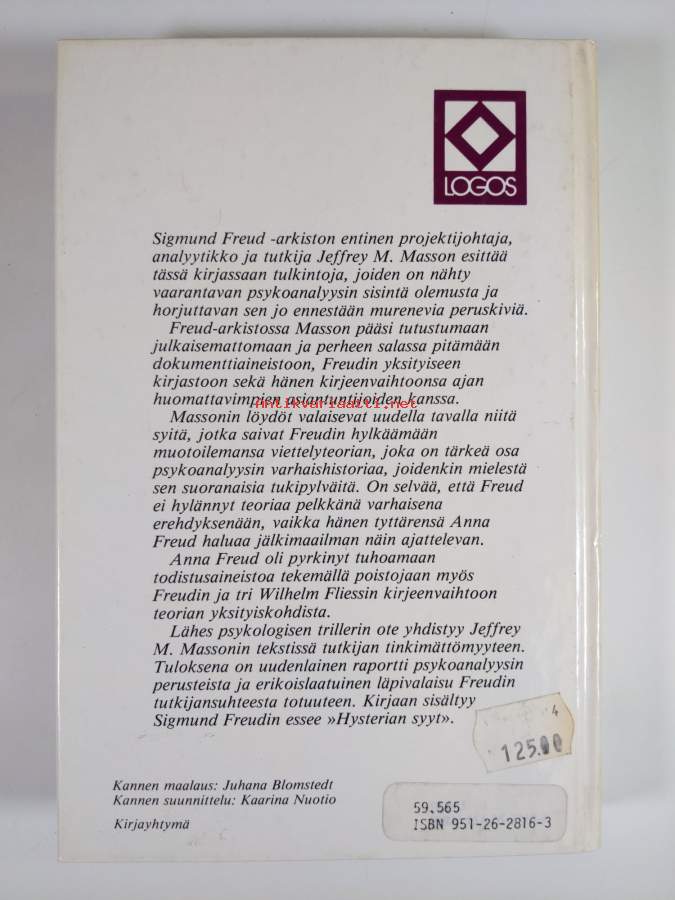 LOGOS
Sigmund Freud -arkiston entinen projektijohtaja,
analyytikko ja tutkija Jeffrey M. Masson esittää
tässä kirjassaan tulkintoja, joiden on nähty
vaarantavan psykoanalyysin sisintä olemusta ja
horjuttavan sen jo ennestään murenevia peruskiviä.
Freud-arkistossa Masson pääsi tutustumaan
julkaisemattomaan ja perheen salassa pitämään
dokumenttiaineistoon, Freudin yksityiseen
kirjastoon sekä hänen kirjeenvaihtoonsa ajan
huomattavimpien asiantuntijoiden kanssa.
Antikvariaatti.net
Massonin löydöt valaisevat uudella tavalla niitä
syitä, jotka saivat Freudin hylkäämään
muotoilemansa viettelyteorian, joka on tärkeä osa
psykoanalyysin varhaishistoriaa, joidenkin mielestä
sen suoranaisia tukipylväitä. On selvää, että Freud
ei hylännyt teoriaa pelkkänä varhaisena
erehdyksenään, vaikka hänen tyttärensä Anna
Freud haluaa jälkimaailman näin ajattelevan.
Anna Freud oli pyrkinyt tuhoamaan
todistusaineistoa tekemällä poistojaan myös
Freudin ja tri Wilhelm Fliessin kirjeenvaihtoon
teorian yksityiskohdista.
Lähes psykologisen trillerin ote yhdistyy Jeffrey
M. Massonin tekstissä tutkijan tinkimättömyyteen.
Tuloksena on uudenlainen raportti psykoanalyysin
perusteista ja erikoislaatuinen läpivalaisu Freudin
tutkijansuhteesta totuuteen. Kirjaan sisältyy
Sigmund Freudin essee »Hysterian syyt».
4
125.00
Kannen maalaus: Juhana Blomstedt
Kannen suunnittelu: Kaarina Nuotio
Kirjayhtymä
59.565
ISBN 951-26-2816-3